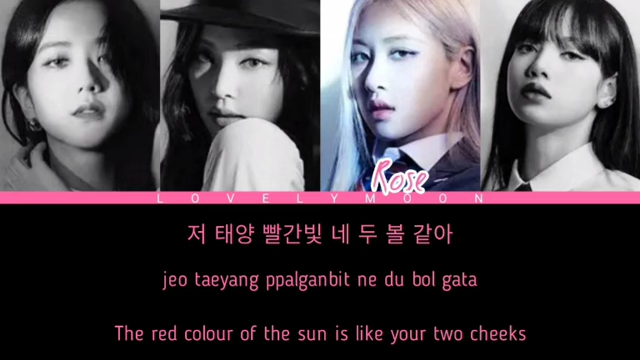 Rose
LOVELYMOON
저 태양 빨간빛 네 두 볼 같아
jeo taeyang ppalganbit ne du bol gata
The red colour of the sun is like your two cheeks